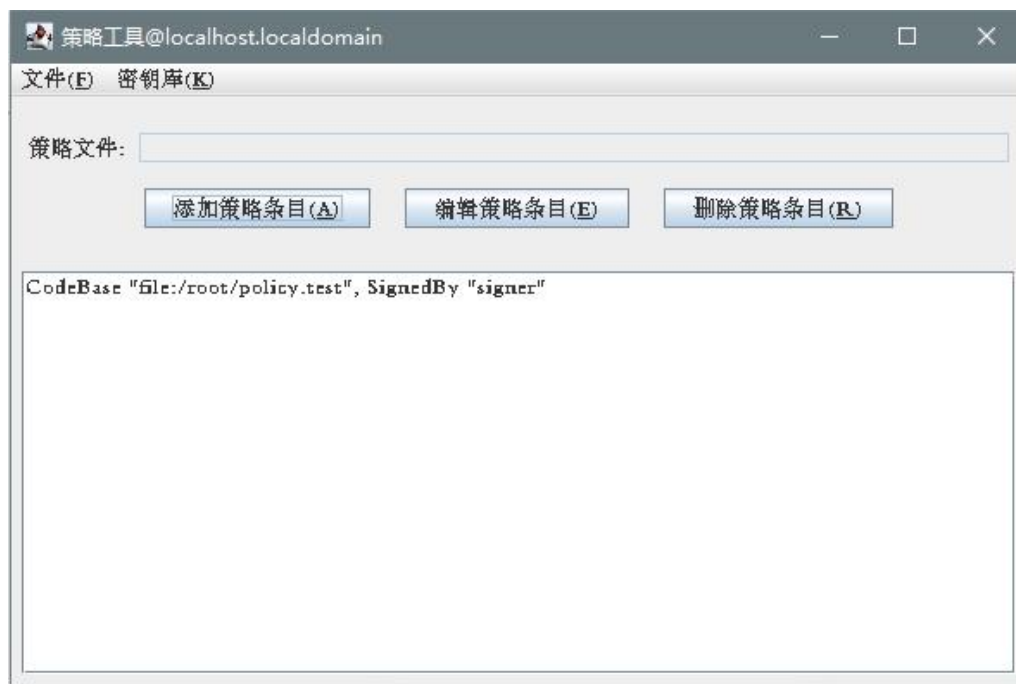 策略工具@localhost.localdomain
文件(F) 密钥库(K)
策略文件:
添加策略条目(A) 编辑策略条目(E) 删除策略条目(R)
CodeBase "file:/root/policy.test", SignedBy "signer"